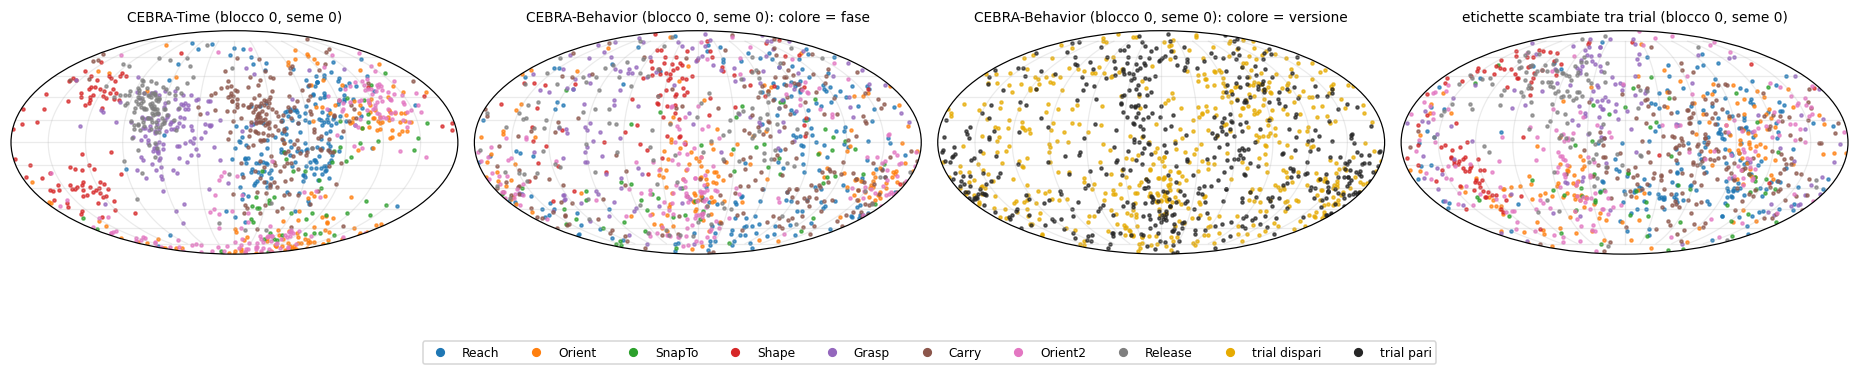 CEBRA-Time (blocco 0, seme 0)
CEBRA-Behavior (blocco 0, seme 0): colore = fase
CEBRA-Behavior (blocco 0, seme 0): colore = versione
etichette scambiate tra trial (blocco 0, seme 0)
Reach Orient SnapTo Shape Grasp Carry Orient2 Release trial dispari trial pari